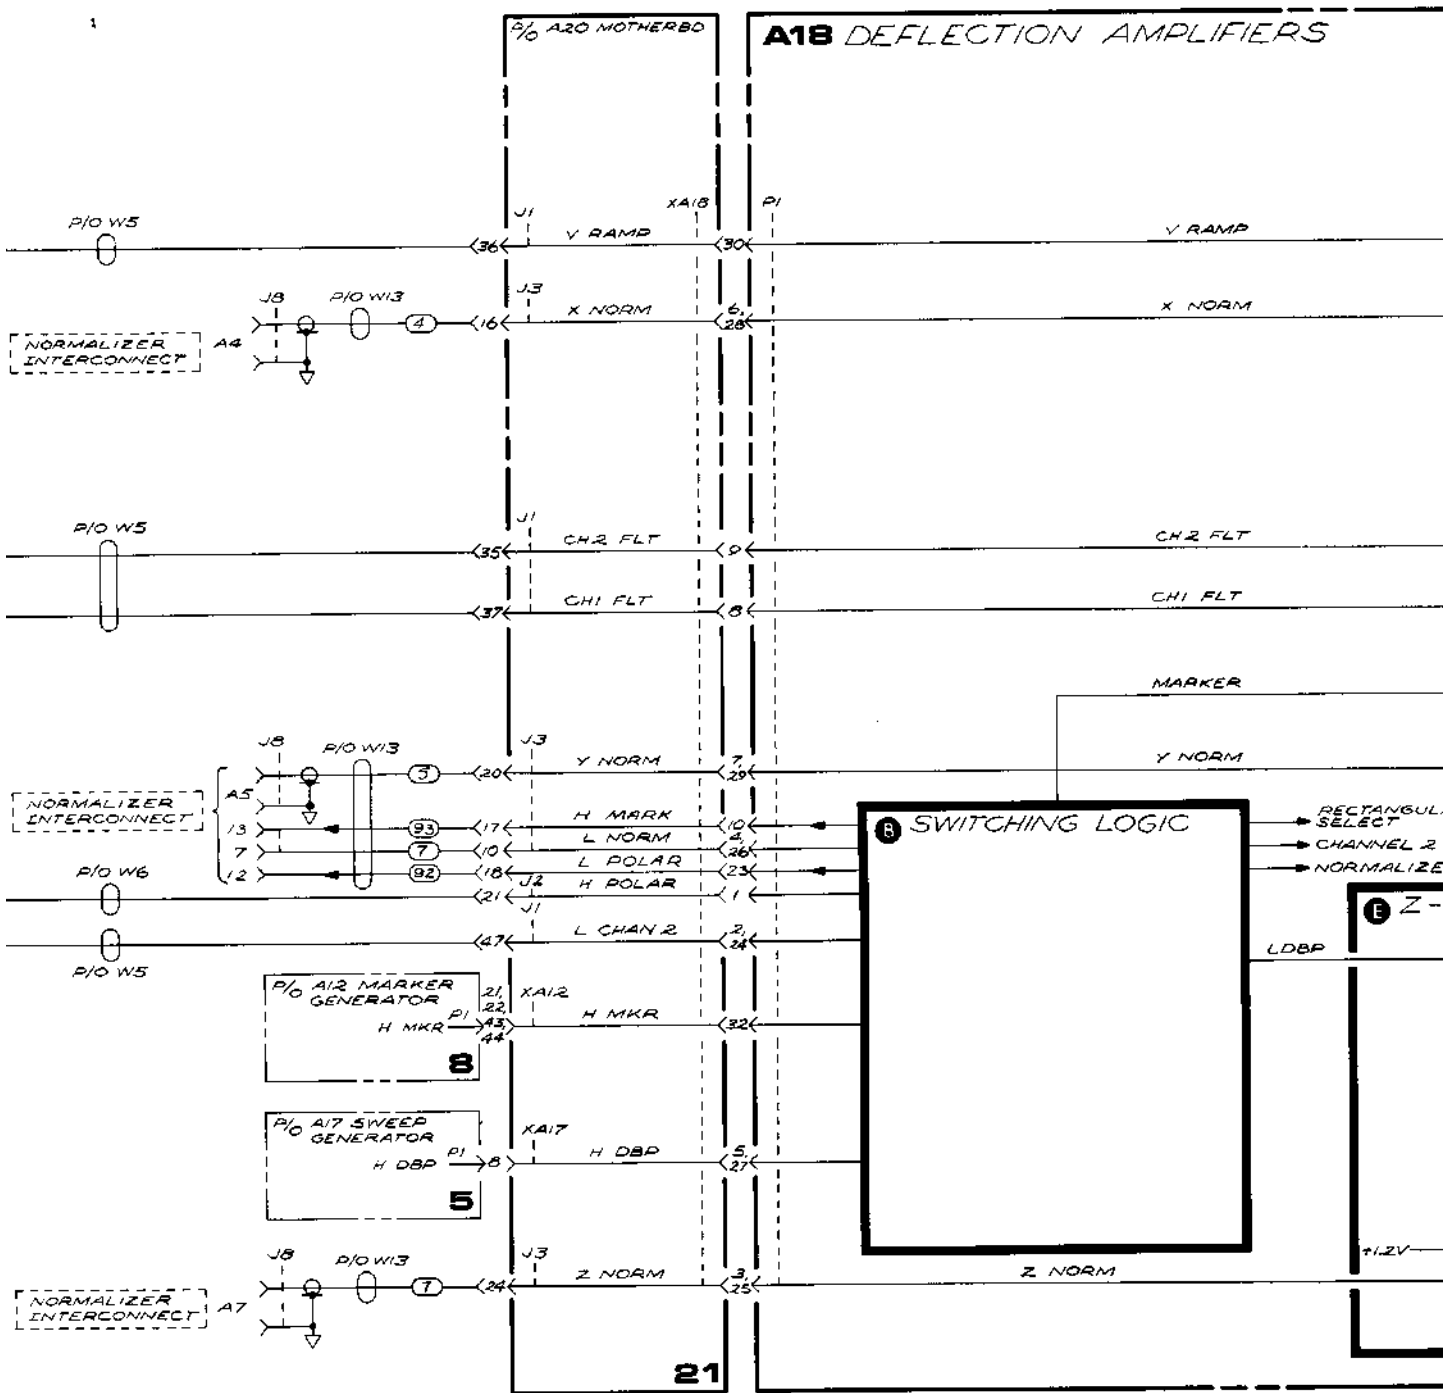 1
P/O A20 MOTHERBD
A18 DEFLECTION AMPLIFIERS
P/O W5
J1
XA18
P1
36
V RAMP
30
V RAMP
J8
P/O W13
J3
NORMALIZER
INTERCONNECT
A4
4
16
X NORM
6,
28
X NORM
P/O W5
J1
35
CH2 FLT
9
CH2 FLT
37
CH1 FLT
8
CH1 FLT
MARKER
J8
P/O W13
J3
NORMALIZER
INTERCONNECT
A5
5
20
Y NORM
7,
29
Y NORM
13
93
17
H MARK
10
7
7
10
L NORM
4,
26
12
92
18
L POLAR
23
P/O W6
J2
21
H POLAR
1
J1
47
L CHAN 2
2,
24
P/O W5
B SWITCHING LOGIC
RECTANGUL
SELECT
CHANNEL 2
NORMALIZE
E Z-
LDBP
P/O A12 MARKER
GENERATOR
P1
H MKR
21,
22,
43,
44
XA12
H MKR
32
8
P/O A17 SWEEP
GENERATOR
P1
H DBP
8
XA17
H DBP
5,
27
5
J8
P/O W13
J3
NORMALIZER
INTERCONNECT
A7
7
24
Z NORM
3,
25
Z NORM
+1.2V
21